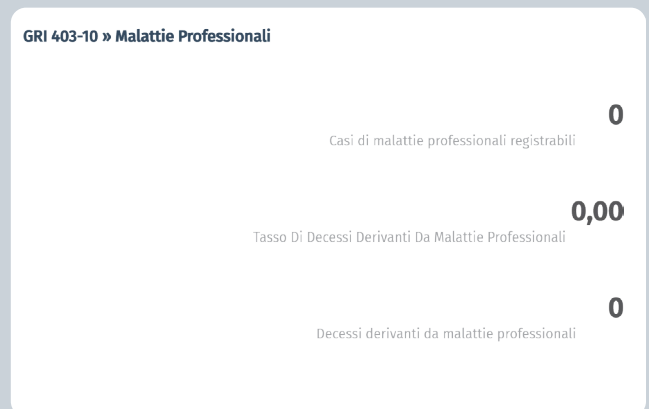 GRI 403-10 » Malattie Professionali
0
Casi di malattie professionali registrabili
0,00
Tasso Di Decessi Derivanti Da Malattie Professionali
0
Decessi derivanti da malattie professionali